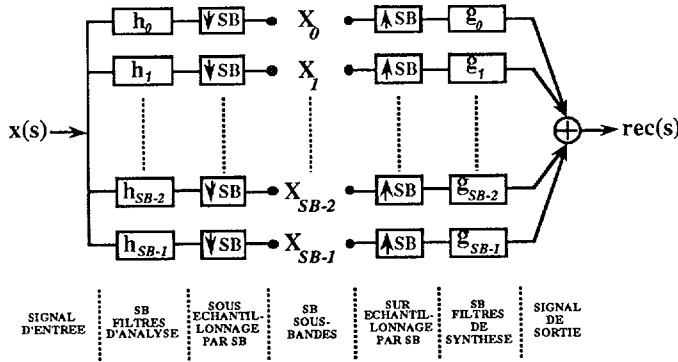 h0 ↓SB X0 ↑SB g0
h1 ↓SB X1 ↑SB g1
x(s) rec(s)
hSB-2 ↓SB XSB-2 ↑SB gSB-2
hSB-1 ↓SB XSB-1 ↑SB gSB-1
SIGNAL
D'ENTREE
SB
FILTRES
D'ANALYSE
SOUS
ECHANTIL-
LONNAGE
PAR SB
SB
SOUS-
BANDES
SUR
ECHANTIL-
LONNAGE
PAR SB
SB
FILTRES
DE
SYNTHESE
SIGNAL
DE
SORTIE